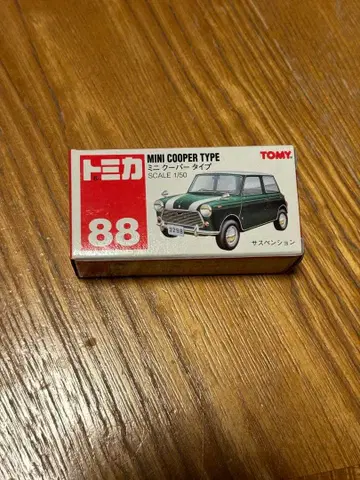 トミカ
88
MINI COOPER TYPE
ミニ クーパー タイプ
SCALE 1/50
TOMY
サスペンション